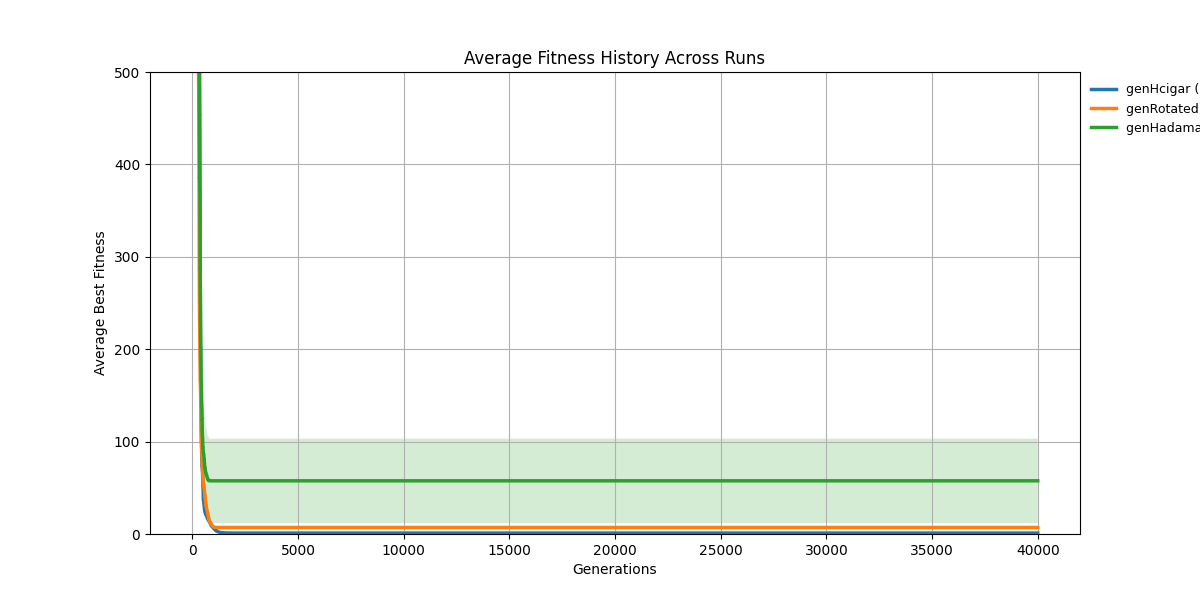 Average Fitness History Across Runs
500
400
300
200
100
0
Average Best Fitness
0 5000 10000 15000 20000 25000 30000 35000 40000
Generations
genHcigar (
genRotated
genHadama